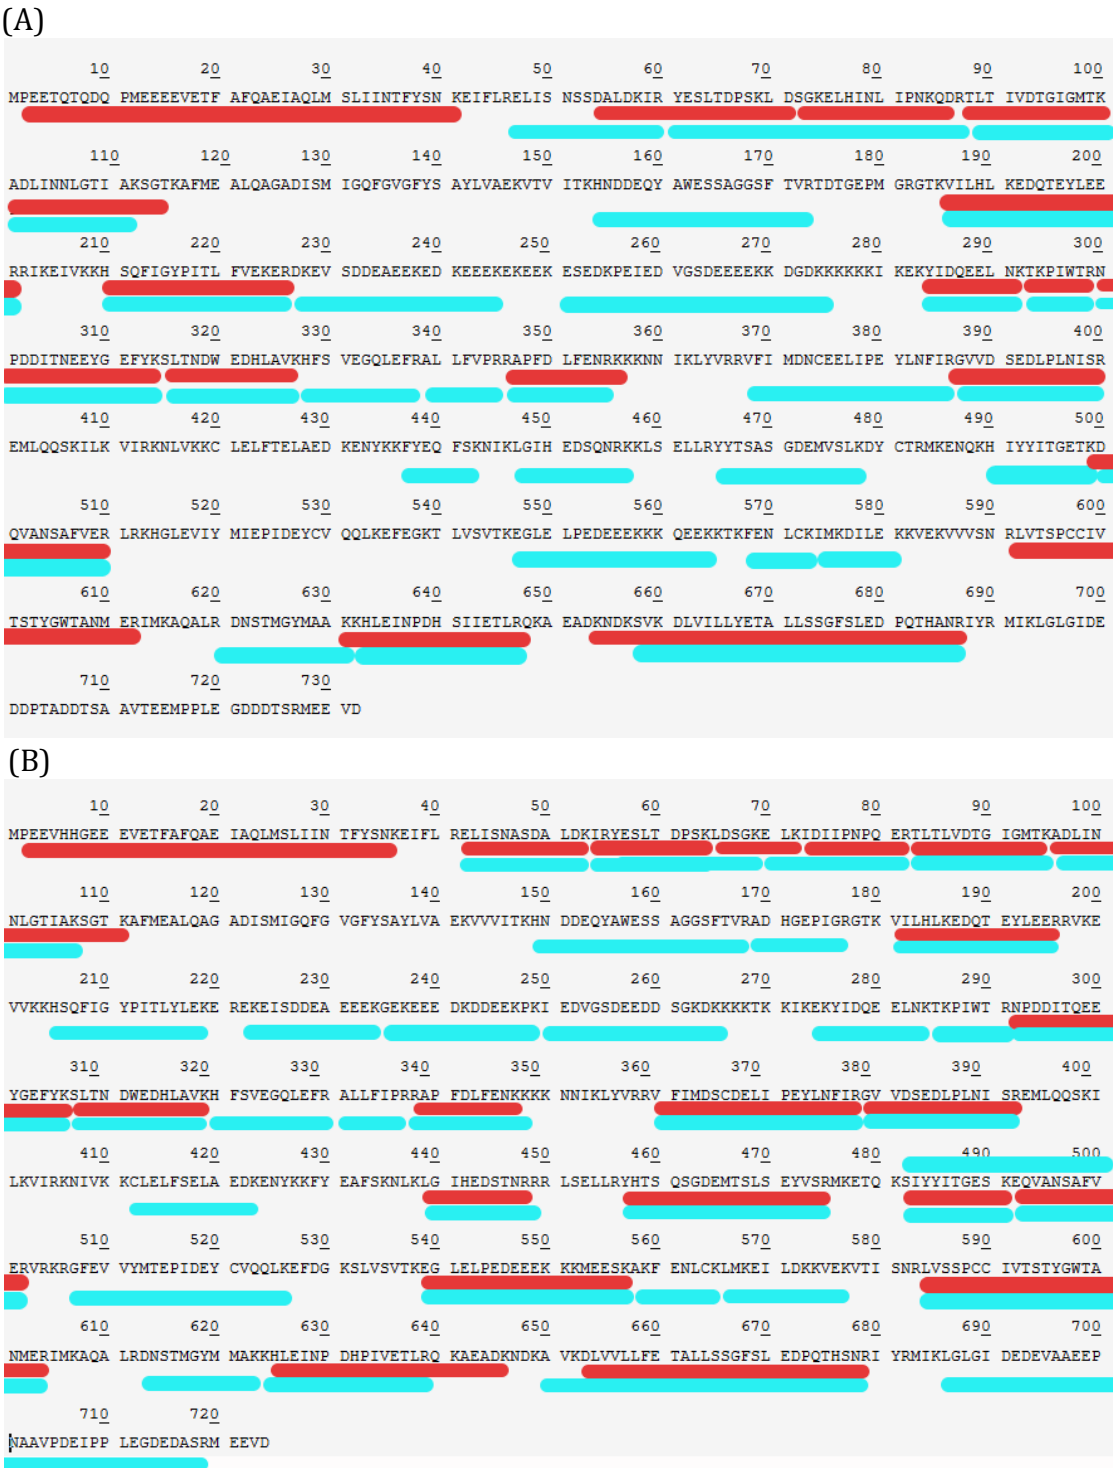 (A)
10 20 30 40 50 60 70 80 90 100
MPEETQTQDQ PMEEEEVETF AFQAEIAQLM SLIINTFYSN KEIFLRELIS NSSDALDKIR YESLTDPSKL DSGKELHINL IPNKQDRTLT IVDTGIGMTK
110 120 130 140 150 160 170 180 190 200
ADLINNLGTI AKSGTKAFME ALQAGADISM IGQFGVGFYS AYLVAEKVTV ITKHNDDEQY AWESSAGGSF TVRTDTGEPM GRGTKVILHL KEDQTEYLEE
210 220 230 240 250 260 270 280 290 300
RRIKEIVKKH SQFIGYPITL FVEKERDKEV SDDEAEEKED KEEEKEKEEK ESEDKPEIED VGSDEEEEKK DGDKKKKKKI KEKYIDQEEL NKTKPIWTRN
310 320 330 340 350 360 370 380 390 400
PDDITNEEYG EFYKSLTNDW EDHLAVKHFS VEGQLEFRAL LFVPRRAPFD LFENRKKKNN IKLYVRRVFI MDNCEELIPE YLNFIRGVVD SEDLPLNISR
410 420 430 440 450 460 470 480 490 500
EMLQQSKILK VIRKNLVKKC LELFTELAED KENYKKFYEQ FSKNIKLGIH EDSQNRKKLS ELLRYYTSAS GDEMVSLKDY CTRMKENQKH IYYITGETKD
510 520 530 540 550 560 570 580 590 600
QVANSAFVER LRKHGLEVIY MIEPIDEYCV QQLKEFEGKT LVSVTKEGLE LPEDEEEKKK QEEKKTKFEN LCKIMKDILE KKVEKVVVSN RLVTSPCCIV
610 620 630 640 650 660 670 680 690 700
TSTYGWTANM ERIMKAQALR DNSTMGYMAA KKHLEINPDH SIIETLRQKA EADKNDKSVK DLVILLYETA LLSSGFSLED PQTHANRIYR MIKLGLGIDE
710 720 730
DDPTADDTSA AVTEEMPPLE GDDDTSRMEE VD
(B)
10 20 30 40 50 60 70 80 90 100
MPEEVHHGEE EVETFAFQAE IAQLMSLIIN TFYSNKEIFL RELISNASDA LDKIRYESLT DPSKLDSGKE LKIDIIPNPQ ERTLTLVDTG IGMTKADLIN
110 120 130 140 150 160 170 180 190 200
NLGTIAKSGT KAFMEALQAG ADISMIGQFG VGFYSAYLVA EKVVVITKHN DDEQYAWESS AGGSFTVRAD HGEPIGRGTK VILHLKEDQT EYLEERRVKE
210 220 230 240 250 260 270 280 290 300
VVKKHSQFIG YPITLYLEKE REKEISDDEA EEEKGEKEEE DKDDEEKPKI EDVGSDEEDD SGKDKKKKTK KIKEKYIDQE ELNKTKPIWT RNPDDITQEE
310 320 330 340 350 360 370 380 390 400
YGEFYKSLTN DWEDHLAVKH FSVEGQLEFR ALLFIPRRAP FDLFENKKKK NNIKLYVRRV FIMDSCDELI PEYLNFIRGV VDSEDLPLNI SREMLQQSKI
410 420 430 440 450 460 470 480 490 500
LKVIRKNIVK KCLELFSELA EDKENYKKFY EAFSKNLKLG IHEDSTNRRR LSELLRYHTS QSGDEMTSLS EYVSRMKETQ KSIYYITGES KEQVANSAFV
510 520 530 540 550 560 570 580 590 600
ERVRKRGFEV VYMTEPIDEY CVQQLKEFDG KSLVSVTKEG LELPEDEEEK KKMEESKAKF ENLCKLMKEI LDKKVEKVTI SNRLVSSPCC IVTSTYGWTA
610 620 630 640 650 660 670 680 690 700
NMERIMKAQA LRDNSTMGYM MAKKHLEINP DHPIVETLRQ KAEADKNDKA VKDLVVLLFE TALLSSGFSL EDPQTHSNRI YRMIKLGLGI DEDEVAAEEP
710 720
NAAVPDEIPP LEGDEDASRM EEVD